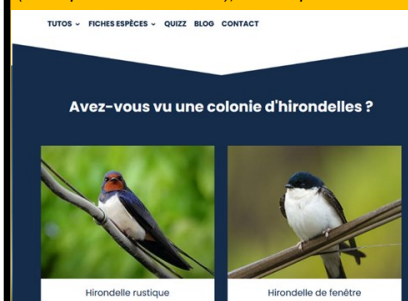 TUTOS FICHES ESPÈCES QUIZZ BLOG CONTACT
Avez-vous vu une colonie d'hirondelles ?
Hirondelle rustique
Hirondelle de fenêtre